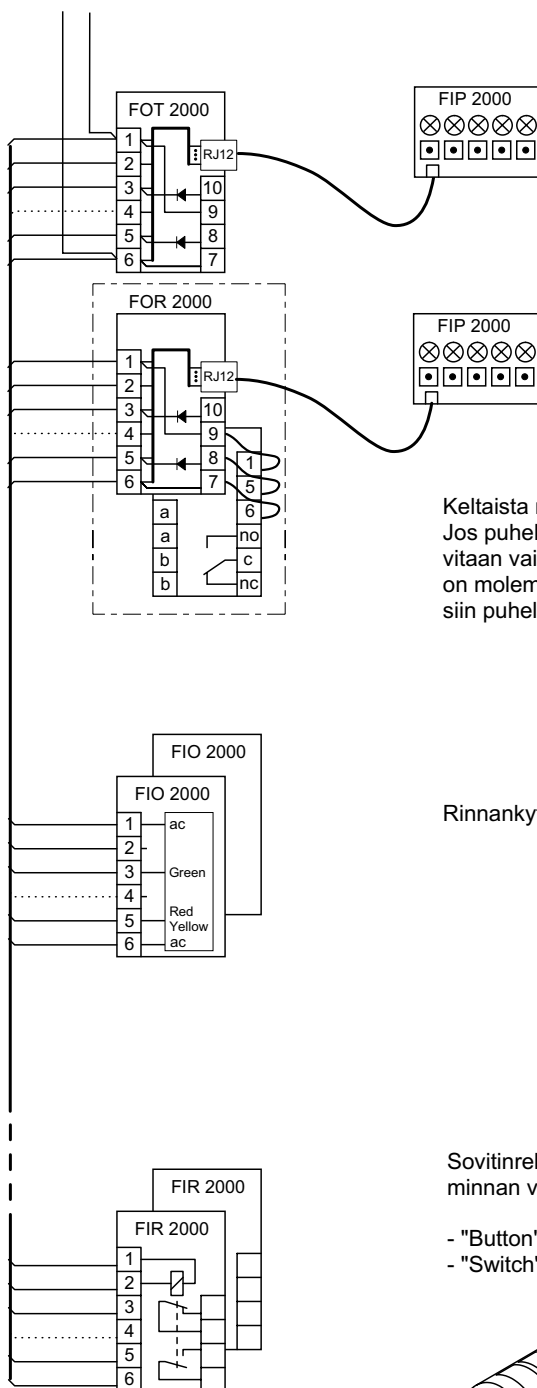 FOT 2000
1
2
3
4
5
6
RJ12
10
9
8
7
FIP 2000
FOR 2000
1
2
3
4
5
6
RJ12
10
9
8
7
1
5
6
no
c
nc
a
a
b
b
FIP 2000
Keltaista
Jos puhel
vitaan vai
on molem
siin puhel
FIO 2000
FIO 2000
1
2
3
4
5
6
ac
Green
Red
Yellow
ac
Rinnanky
FIR 2000
FIR 2000
1
2
3
4
5
6
Sovitinrel
minnan v
- "Button"
- "Switch"